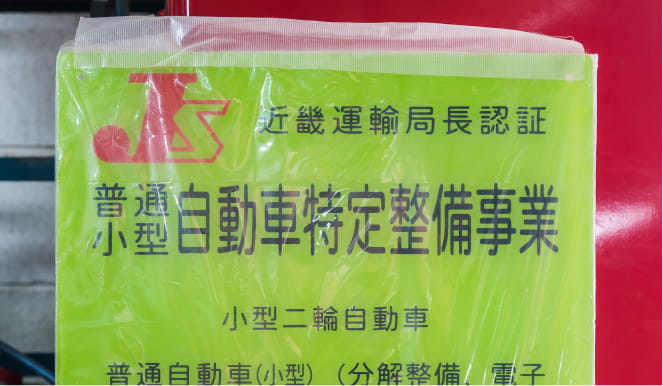 JS 近畿運輸局長認証
普通小型自動車特定整備事業
小型二輪自動車
普通自動車(小型)(分解整備、電子